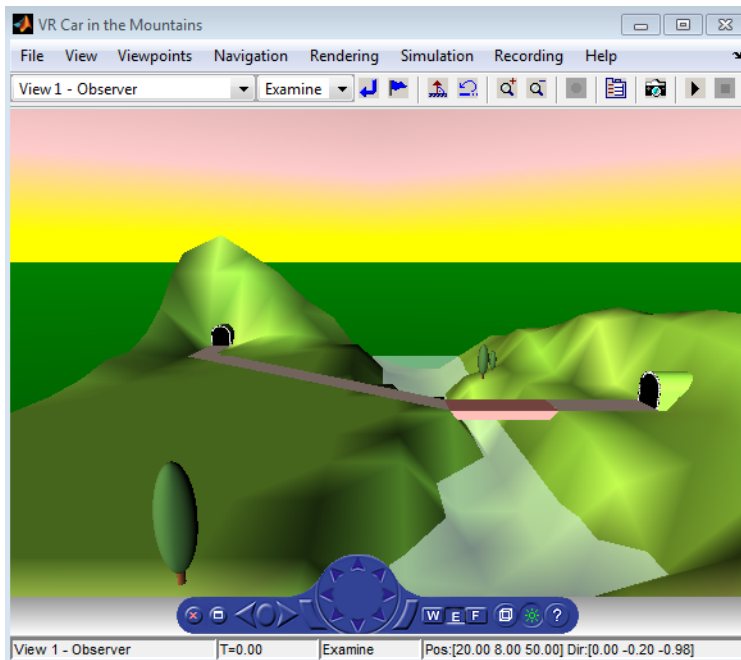 VR Car in the Mountains
File View Viewpoints Navigation Rendering Simulation Recording Help
View 1 - Observer Examine
W E F ?
View 1 - Observer T=0.00 Examine Pos:[20.00 8.00 50.00] Dir:[0.00 -0.20 -0.98]